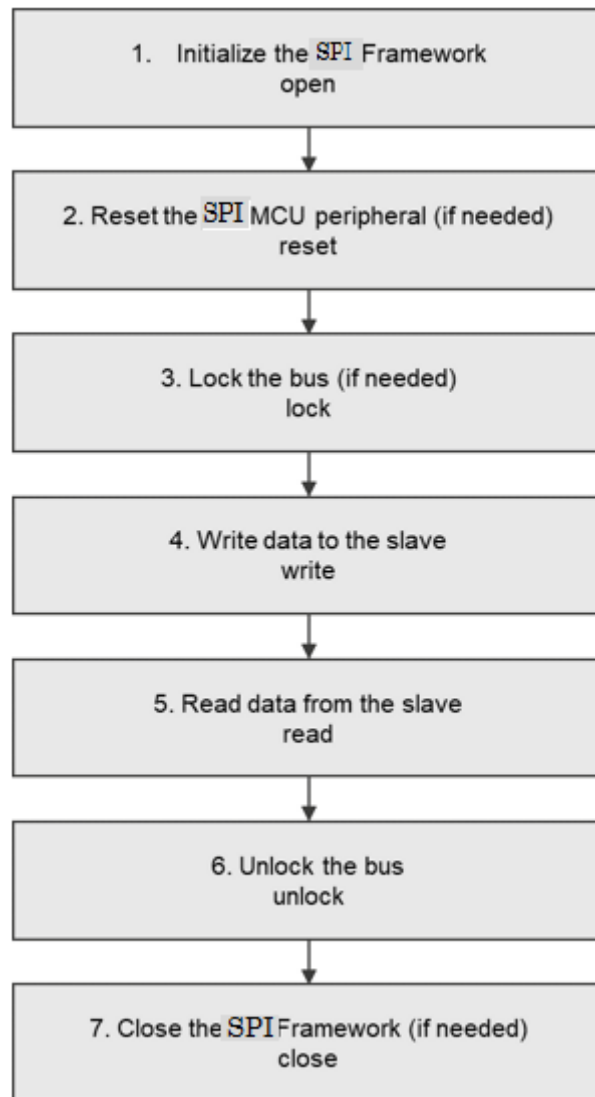 1. Initialize the SPI Framework
open
2. Reset the SPI MCU peripheral (if needed)
reset
3. Lock the bus (if needed)
lock
4. Write data to the slave
write
5. Read data from the slave
read
6. Unlock the bus
unlock
7. Close the SPI Framework (if needed)
close